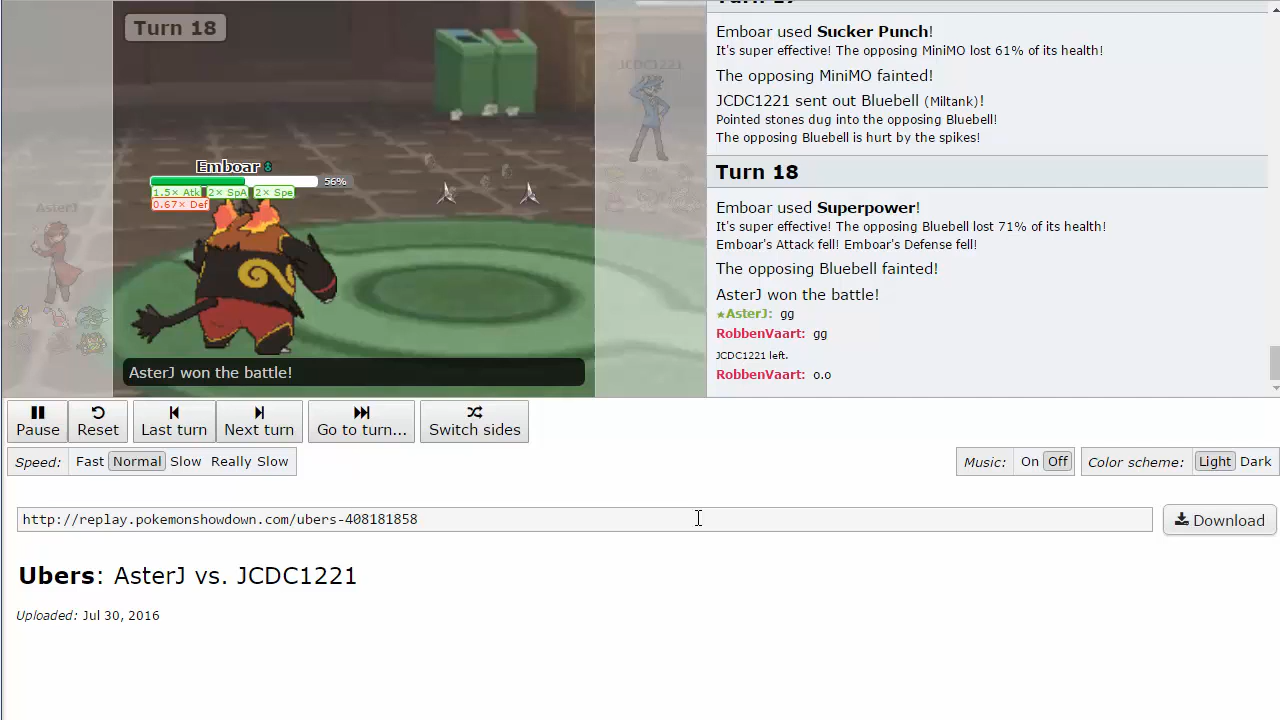 Turn 18
JCDC1221
Emboar
56%
1.5× Atk 2× SpA 2× Spe
0.67× Def
AsterJ
AsterJ won the battle!
Emboar used Sucker Punch!
It's super effective! The opposing MiniMO lost 61% of its health!
The opposing MiniMO fainted!
JCDC1221 sent out Bluebell (Miltank)!
Pointed stones dug into the opposing Bluebell!
The opposing Bluebell is hurt by the spikes!
Turn 18
Emboar used Superpower!
It's super effective! The opposing Bluebell lost 71% of its health!
Emboar's Attack fell! Emboar's Defense fell!
The opposing Bluebell fainted!
AsterJ won the battle!
★AsterJ: gg
RobbenVaart: gg
JCDC1221 left.
RobbenVaart: o.o
Pause Reset Last turn Next turn Go to turn... Switch sides
Speed: Fast Normal Slow Really Slow Music: On Off Color scheme: Light Dark
http://replay.pokemonshowdown.com/ubers-408181858 Download
Ubers: AsterJ vs. JCDC1221
Uploaded: Jul 30, 2016